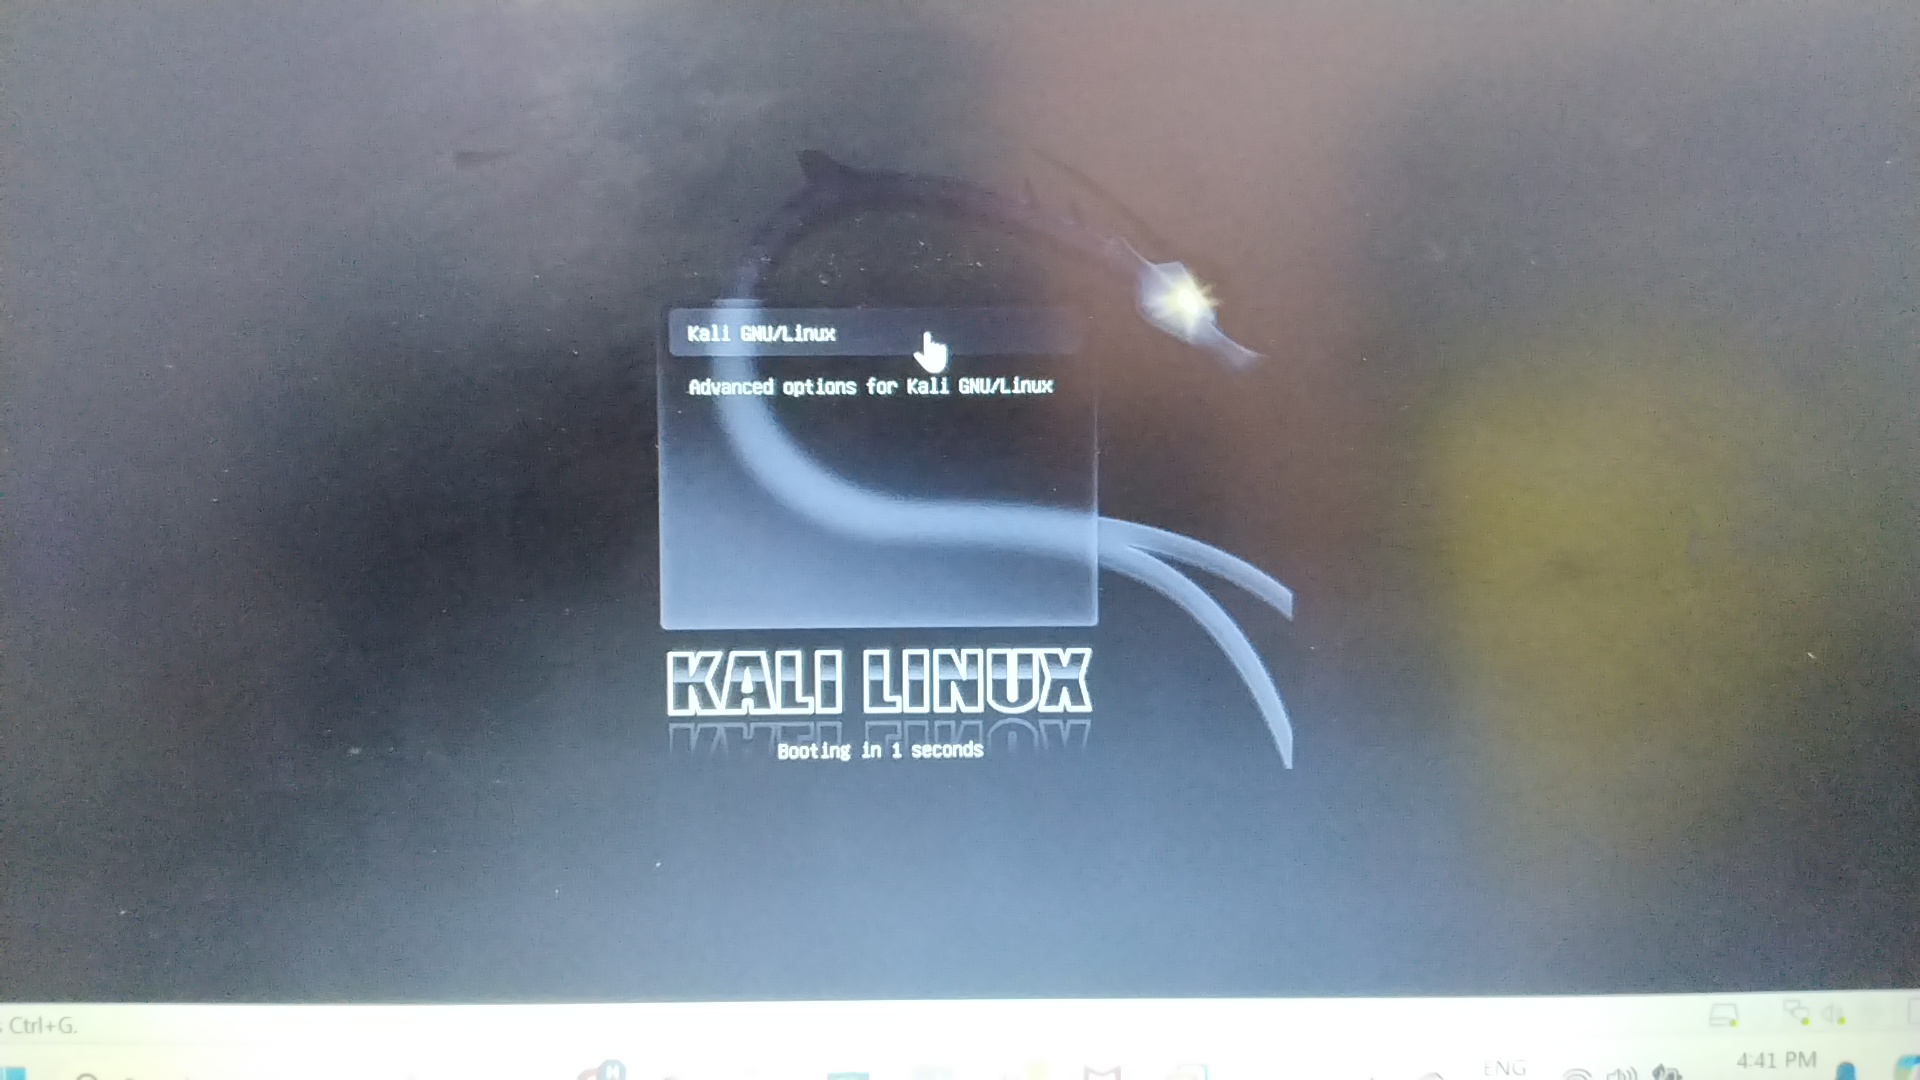 Kali GNU/Linux
Advanced options for Kali GNU/Linux
KALI LINUX
Booting in 1 seconds
Ctrl+G.
4:41 PM
ENG